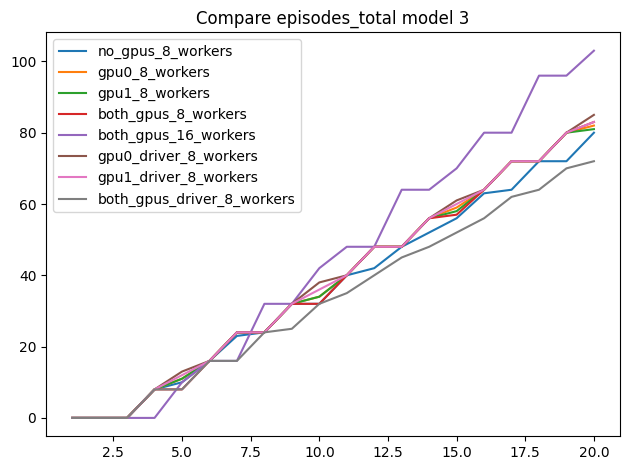 Compare episodes_total model 3
100
80
60
40
20
0
no_gpus_8_workers
gpu0_8_workers
gpu1_8_workers
both_gpus_8_workers
both_gpus_16_workers
gpu0_driver_8_workers
gpu1_driver_8_workers
both_gpus_driver_8_workers
2.5 5.0 7.5 10.0 12.5 15.0 17.5 20.0